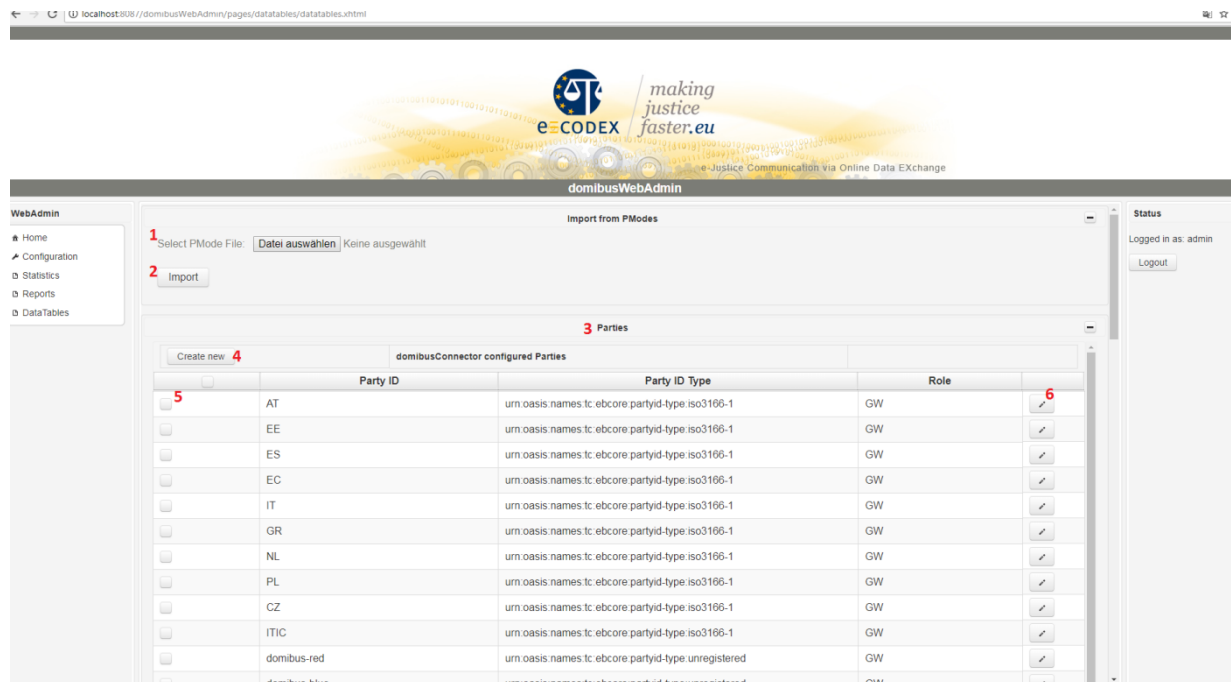 localhost:8087/domibusWebAdmin/pages/datatables/datatables.xhtml
e-CODEX
making
justice
faster.eu
e-Justice Communication via Online Data EXchange
domibusWebAdmin
WebAdmin
Home
Configuration
Statistics
Reports
DataTables
Import from PModes
1 Select PMode File: Datei auswählen Keine ausgewählt
2 Import
3 Parties
Create new 4 domibusConnector configured Parties
Party ID Party ID Type Role
5 AT urn:oasis:names:tc:ebcore:partyid-type:iso3166-1 GW 6
EE urn:oasis:names:tc:ebcore:partyid-type:iso3166-1 GW
ES urn:oasis:names:tc:ebcore:partyid-type:iso3166-1 GW
EC urn:oasis:names:tc:ebcore:partyid-type:iso3166-1 GW
IT urn:oasis:names:tc:ebcore:partyid-type:iso3166-1 GW
GR urn:oasis:names:tc:ebcore:partyid-type:iso3166-1 GW
NL urn:oasis:names:tc:ebcore:partyid-type:iso3166-1 GW
PL urn:oasis:names:tc:ebcore:partyid-type:iso3166-1 GW
CZ urn:oasis:names:tc:ebcore:partyid-type:iso3166-1 GW
ITIC urn:oasis:names:tc:ebcore:partyid-type:iso3166-1 GW
domibus-red urn:oasis:names:tc:ebcore:partyid-type:unregistered GW
Status
Logged in as: admin
Logout